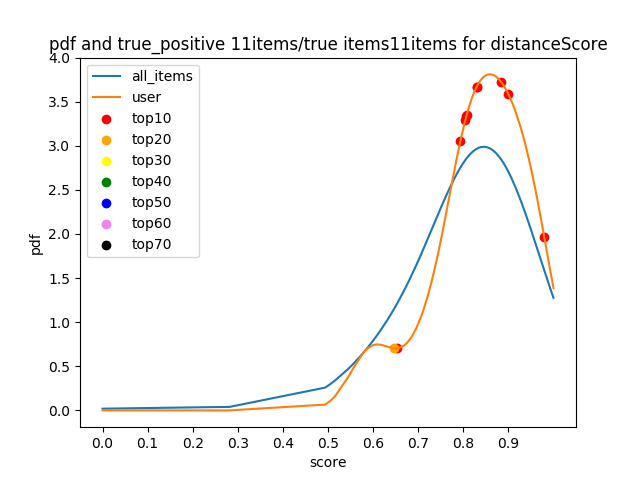 pdf and true_positive 11items/true items11items for distanceScore
all_items
user
top10
top20
top30
top40
top50
top60
top70
4.0
3.5
3.0
2.5
2.0
1.5
1.0
0.5
0.0
pdf
0.0 0.1 0.2 0.3 0.4 0.5 0.6 0.7 0.8 0.9
score